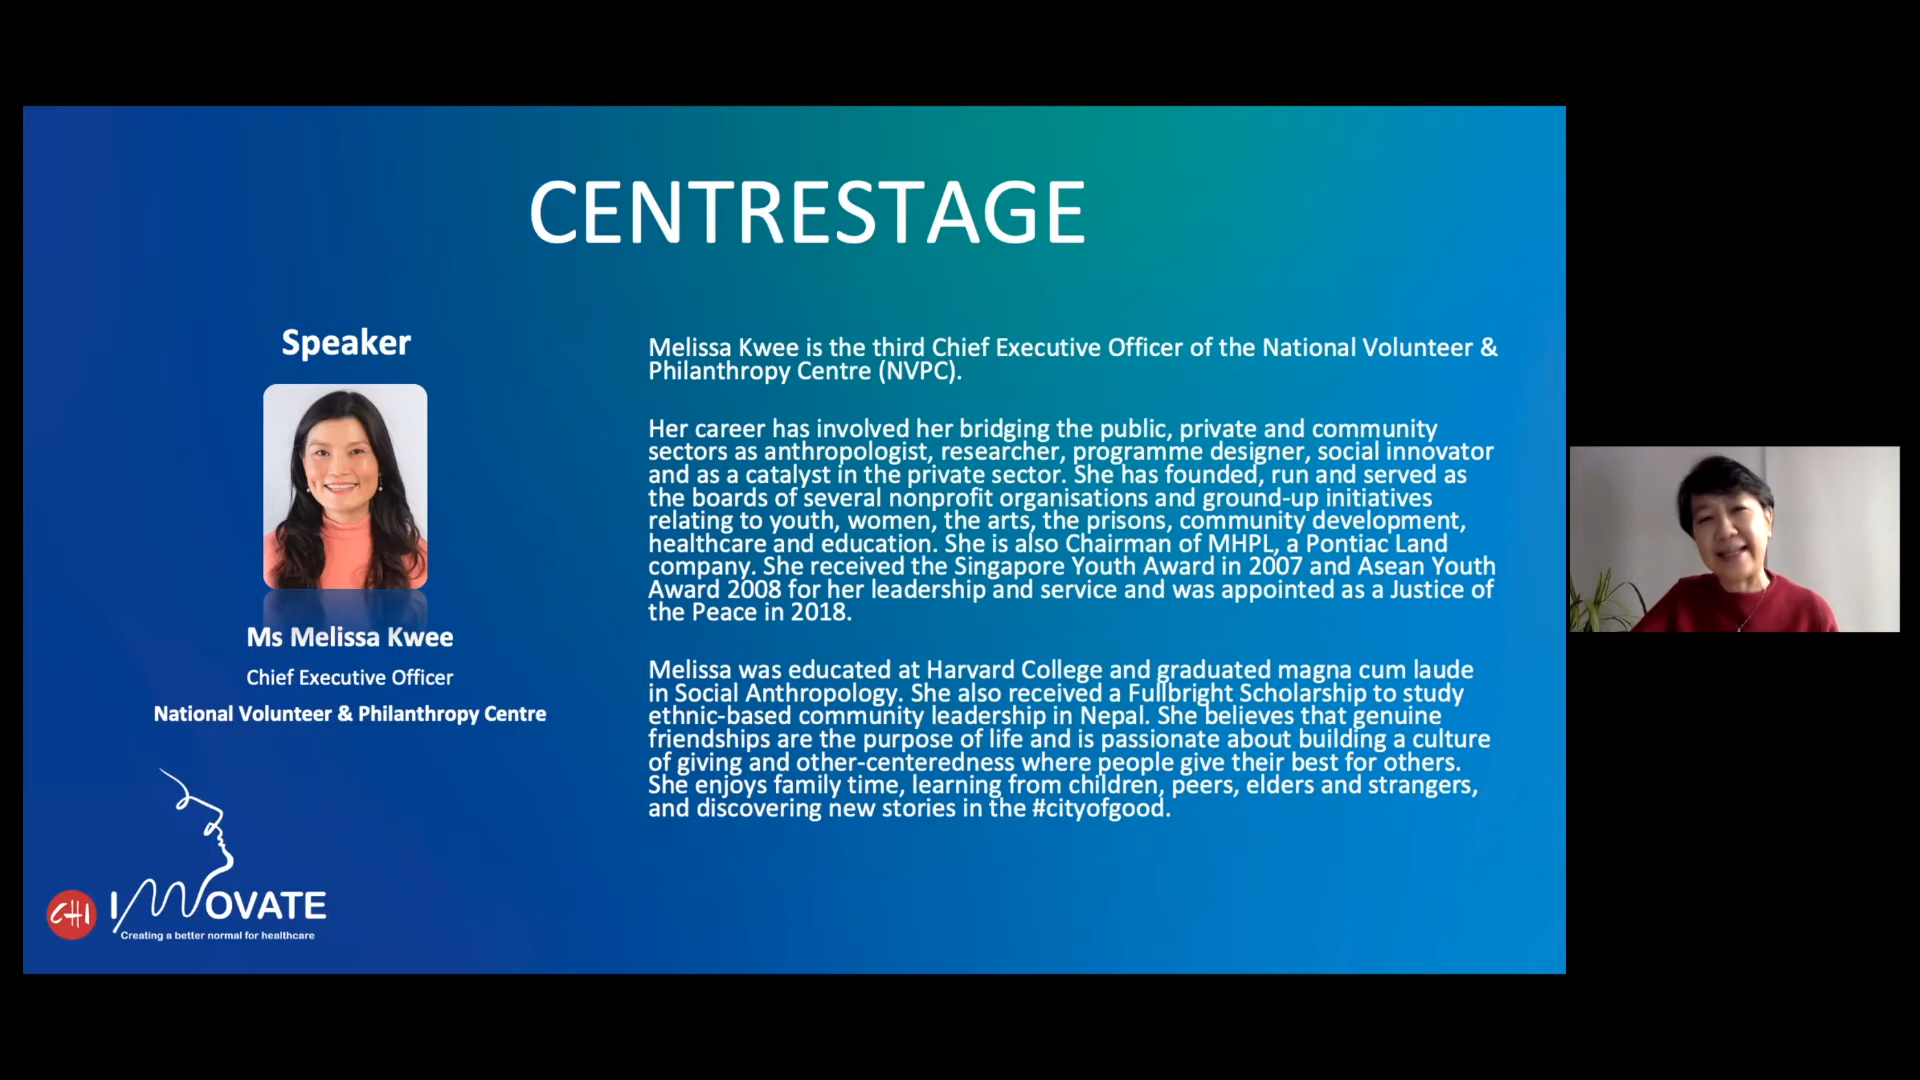 CENTRESTAGE
Speaker
Ms Melissa Kwee
Chief Executive Officer
National Volunteer & Philanthropy Centre
Melissa Kwee is the third Chief Executive Officer of the National Volunteer &
Philanthropy Centre (NVPC).
Her career has involved her bridging the public, private and community
sectors as anthropologist, researcher, programme designer, social innovator
and as a catalyst in the private sector. She has founded, run and served as
the boards of several nonprofit organisations and ground-up initiatives
relating to youth, women, the arts, the prisons, community development,
healthcare and education. She is also Chairman of MHPL, a Pontiac Land
company. She received the Singapore Youth Award in 2007 and Asean Youth
Award 2008 for her leadership and service and was appointed as a Justice of
the Peace in 2018.
Melissa was educated at Harvard College and graduated magna cum laude
in Social Anthropology. She also received a Fullbright Scholarship to study
ethnic-based community leadership in Nepal. She believes that genuine
friendships are the purpose of life and is passionate about building a culture
of giving and other-centeredness where people give their best for others.
She enjoys family time, learning from children, peers, elders and strangers,
and discovering new stories in the #cityofgood.
CHI INNOVATE
Creating a better normal for healthcare